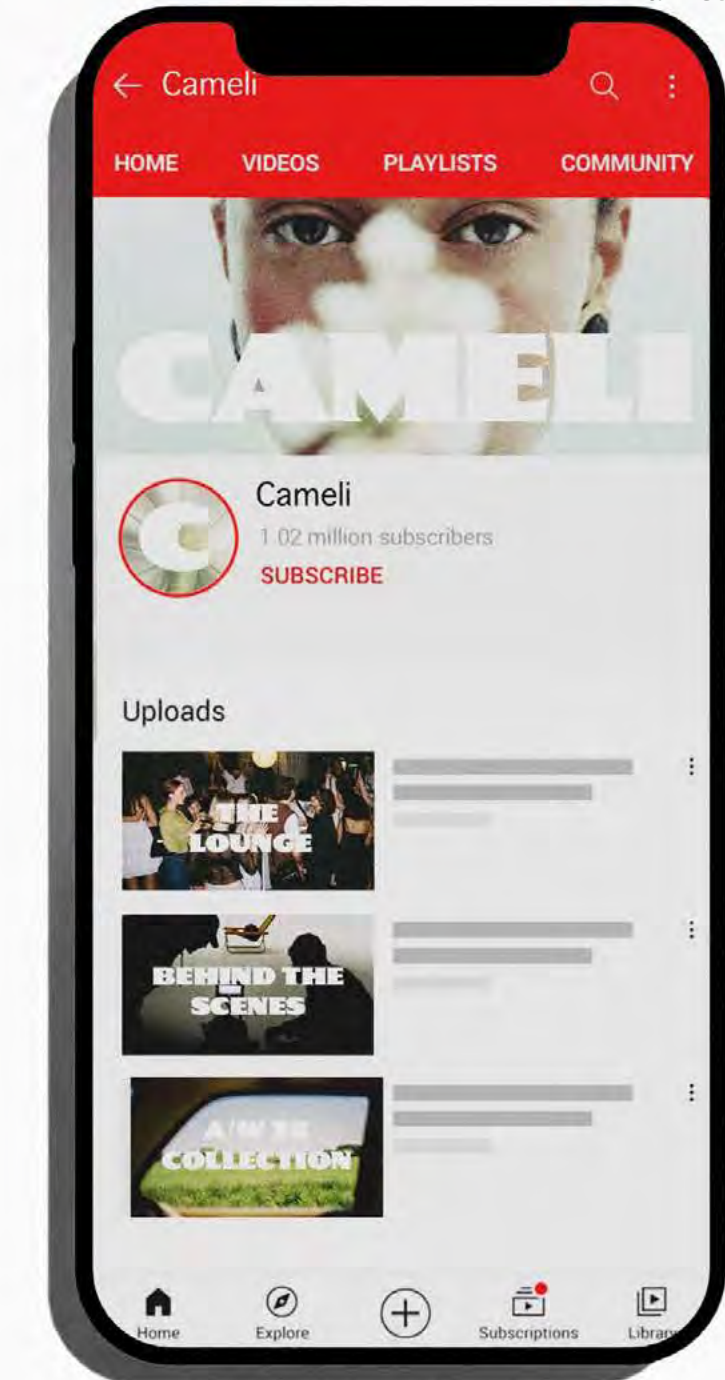 Cameli
HOME VIDEOS PLAYLISTS COMMUNITY
CAMELI
C
Cameli
1.02 million subscribers
SUBSCRIBE
Uploads
THE
LOUNGE
BEHIND THE
SCENES
A/W
COLLECTION
Home Explore Subscriptions Library